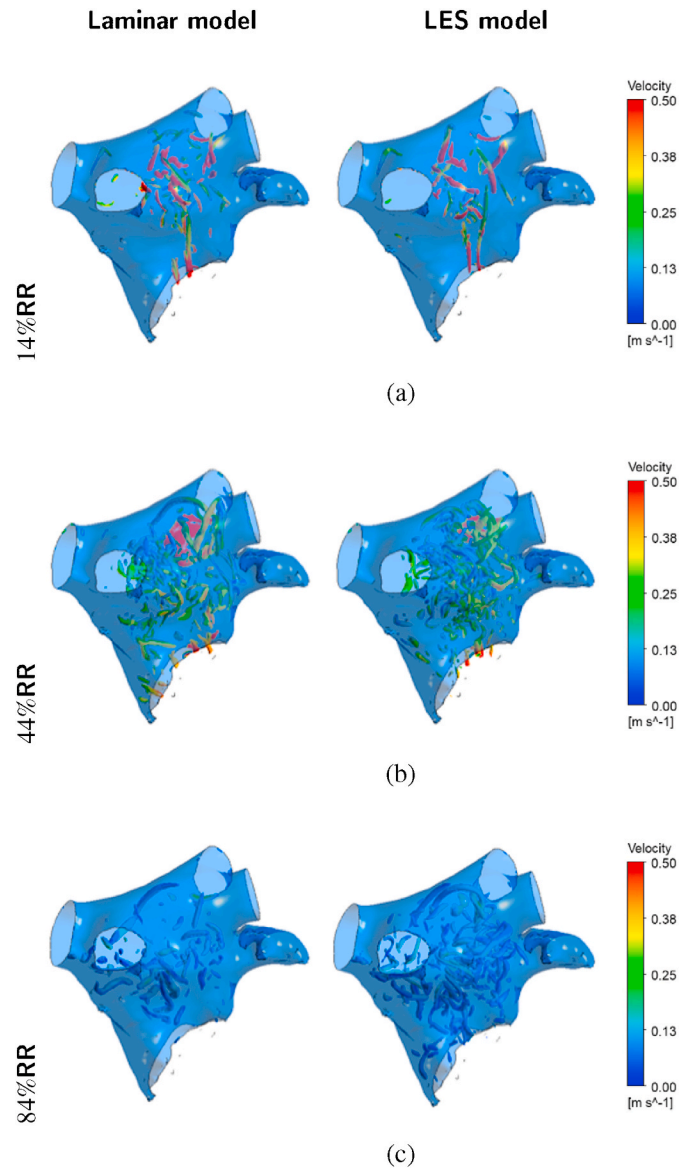 Laminar model LES model
Velocity
0.50
0.38
0.25
0.13
0.00
[m s^-1]
14%RR
(a)
Velocity
0.50
0.38
0.25
0.13
0.00
[m s^-1]
44%RR
(b)
Velocity
0.50
0.38
0.25
0.13
0.00
[m s^-1]
84%RR
(c)